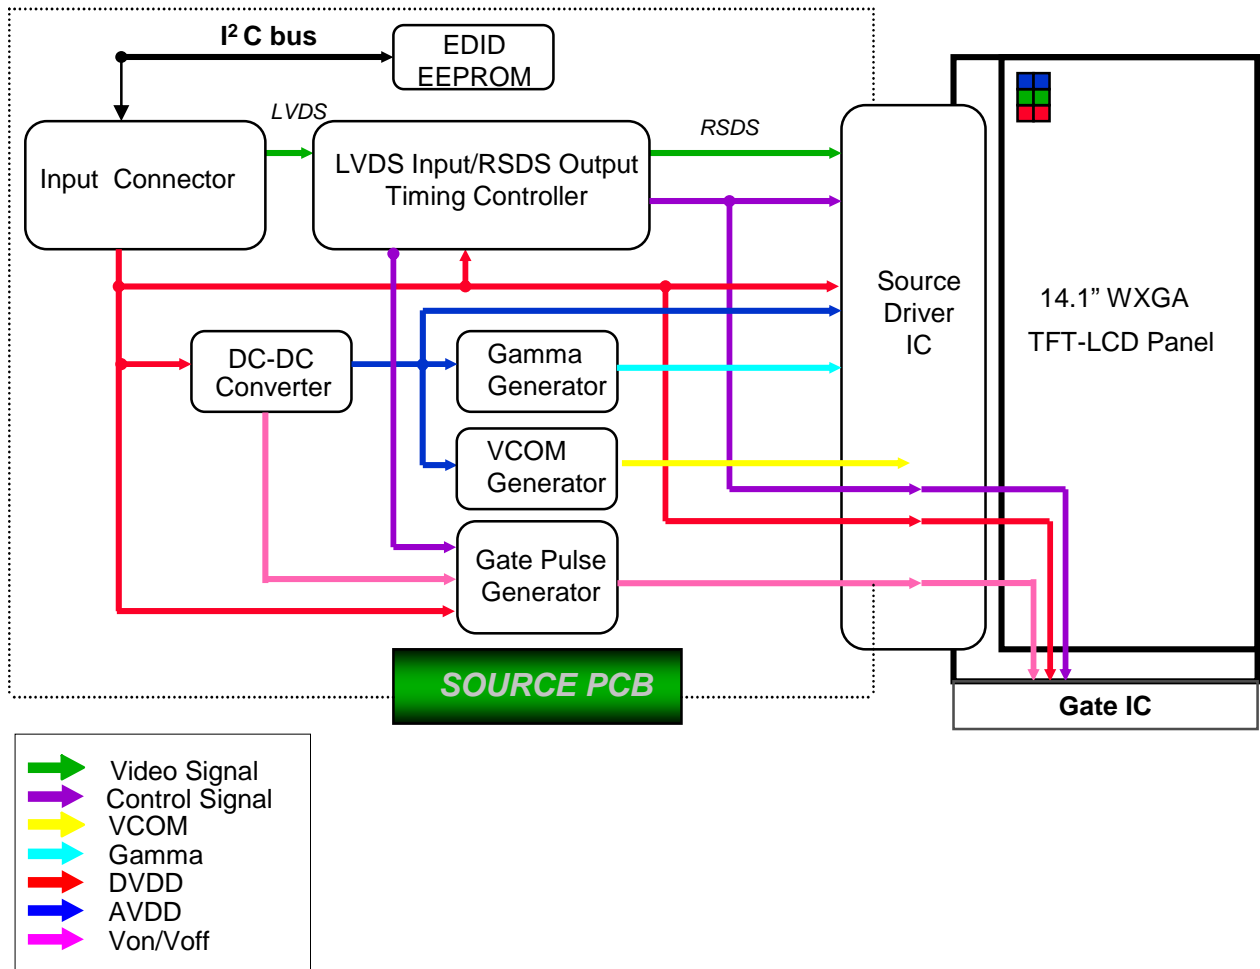 I² C bus
EDID
EEPROM
LVDS
RSDS
Input Connector
LVDS Input/RSDS Output
Timing Controller
Source
Driver
IC
14.1” WXGA
TFT-LCD Panel
DC-DC
Converter
Gamma
Generator
VCOM
Generator
Gate Pulse
Generator
SOURCE PCB
Gate IC
Video Signal
Control Signal
VCOM
Gamma
DVDD
AVDD
Von/Voff